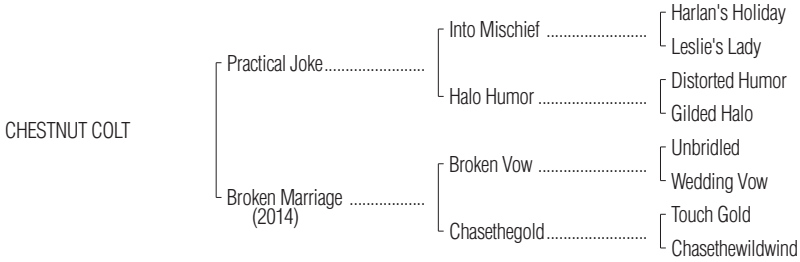 Harlan's Holiday
Into Mischief ........................
Leslie's Lady
Practical Joke........................
Distorted Humor
Halo Humor ..........................
Gilded Halo
CHESTNUT COLT
Unbridled
Broken Vow ..........................
Wedding Vow
Broken Marriage ..................
(2014)
Touch Gold
Chasethegold........................
Chasethewildwind